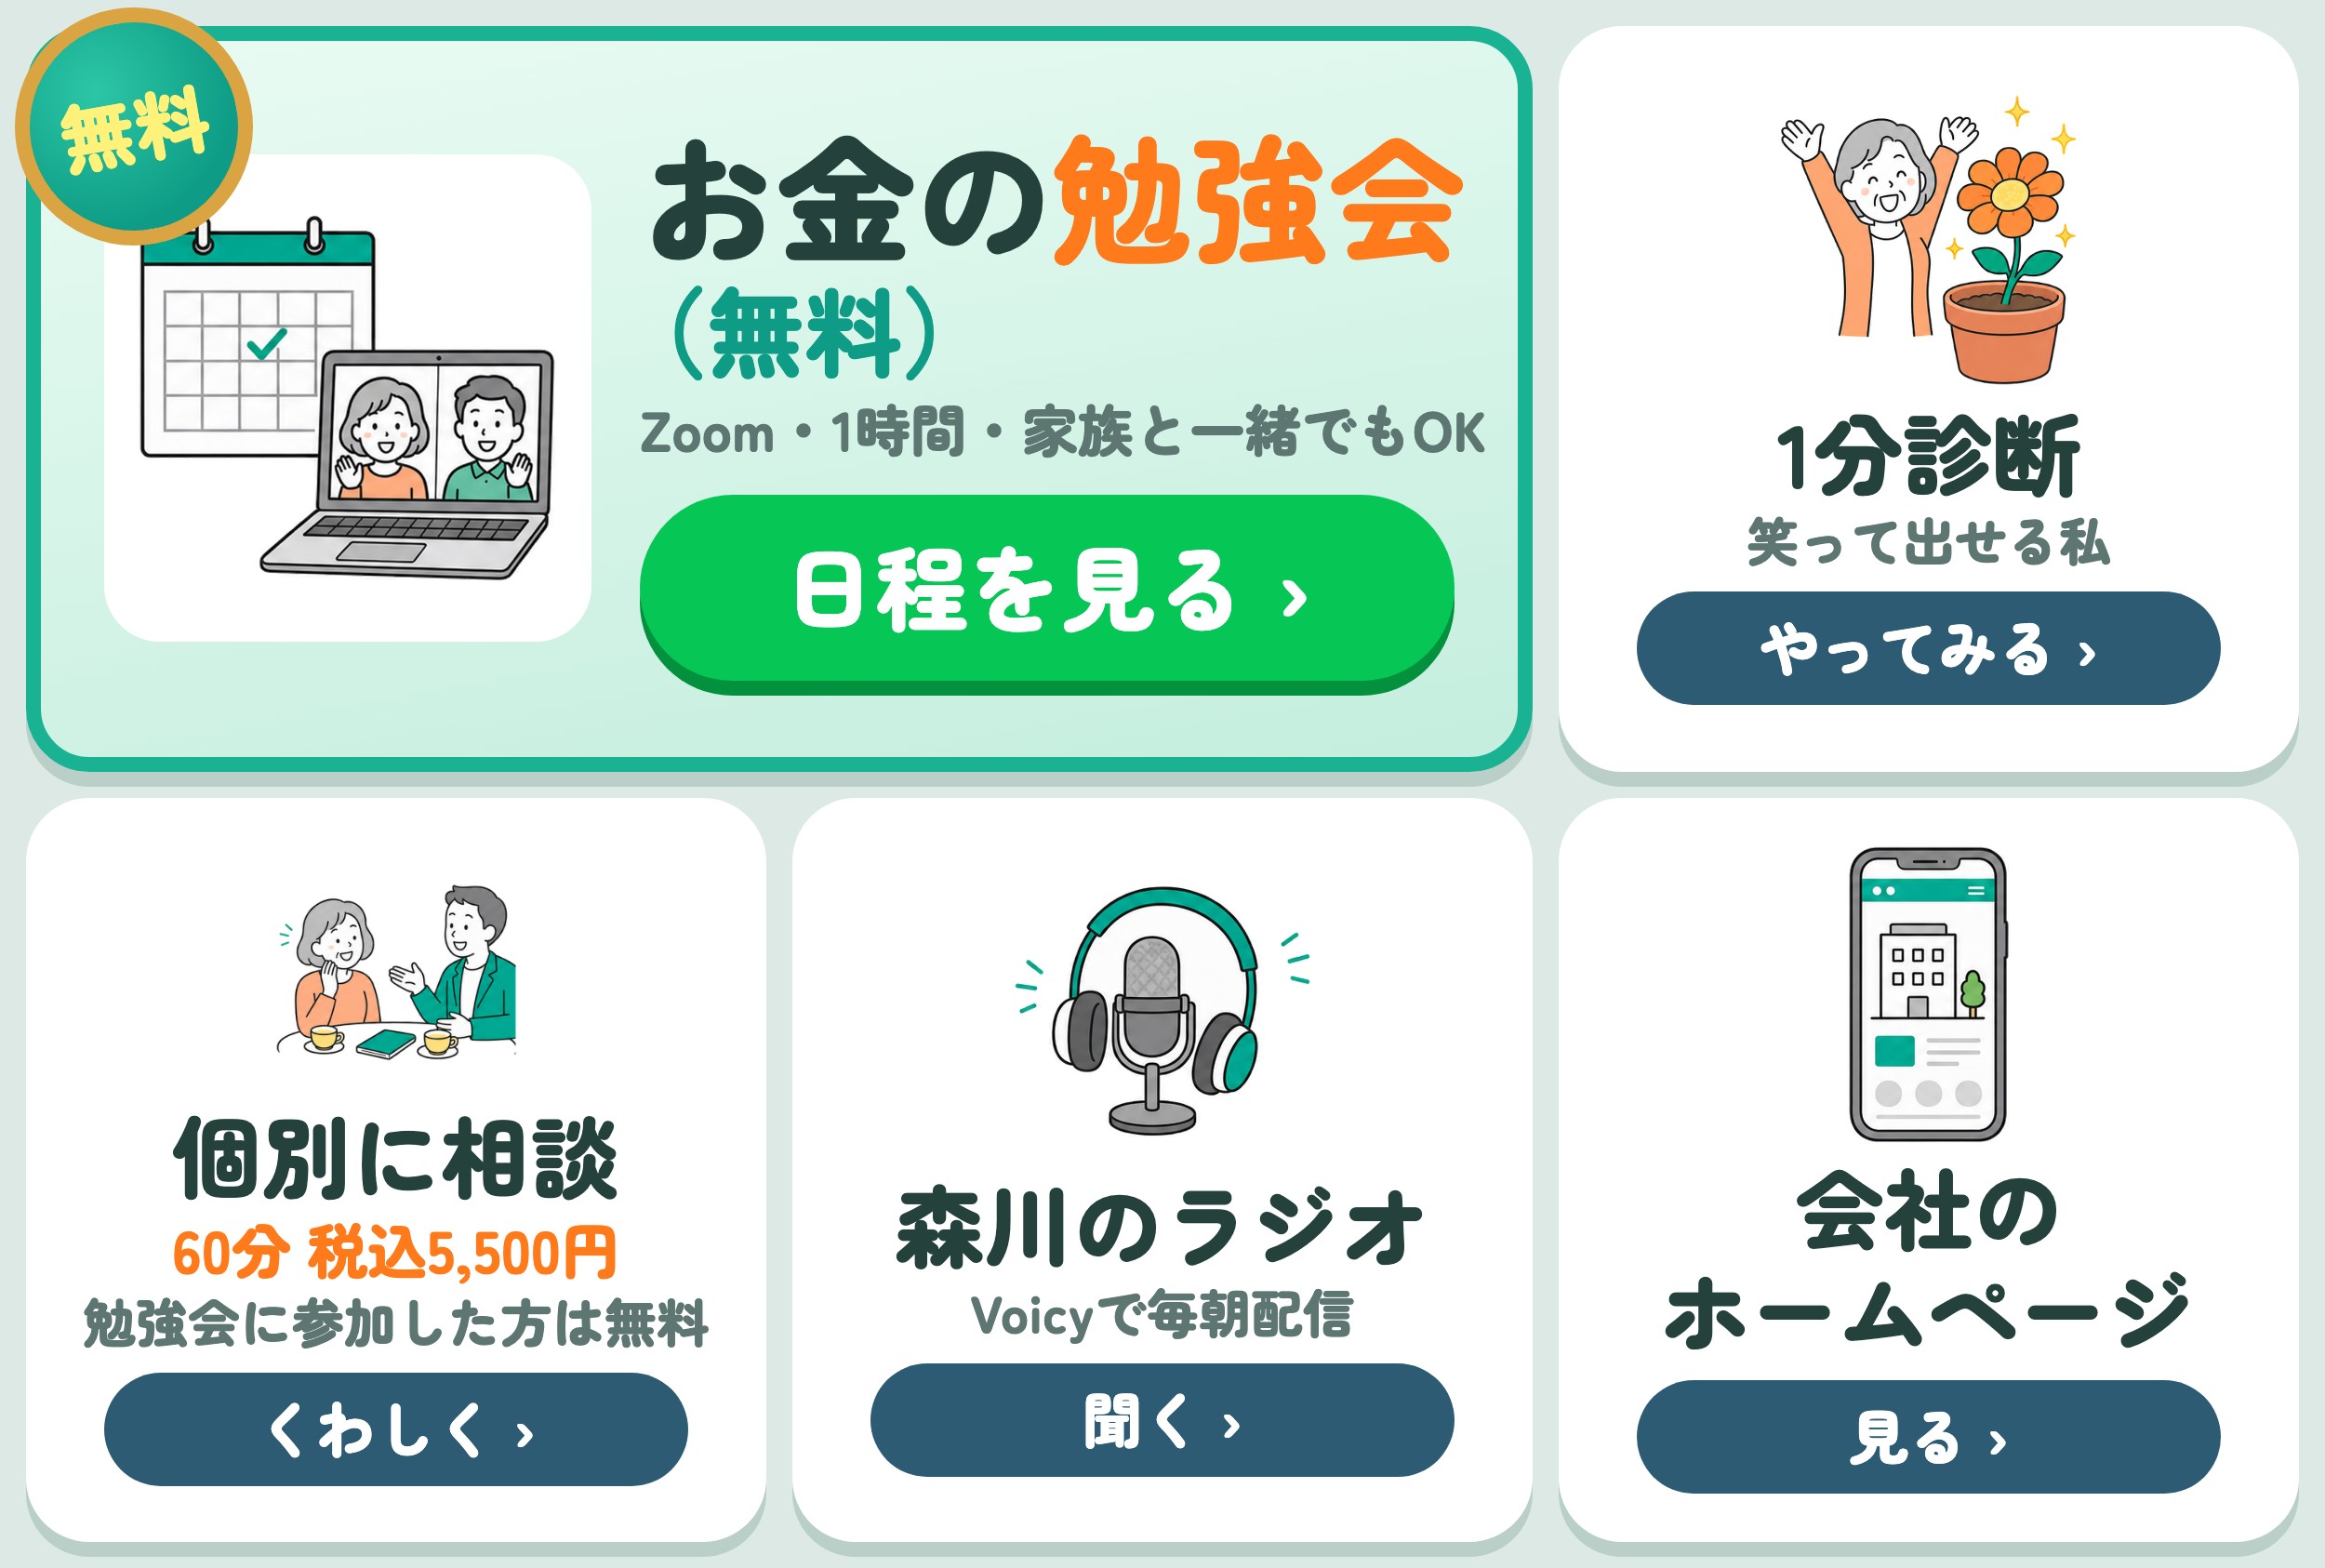 無料
お金の勉強会
(無料)
Zoom・1時間・家族と一緒でもOK
日程を見る ›
1分診断
笑って出せる私
やってみる ›
個別に相談
60分 税込5,500円
勉強会に参加した方は無料
くわしく ›
森川のラジオ
Voicyで毎朝配信
聞く ›
会社の
ホームページ
見る ›